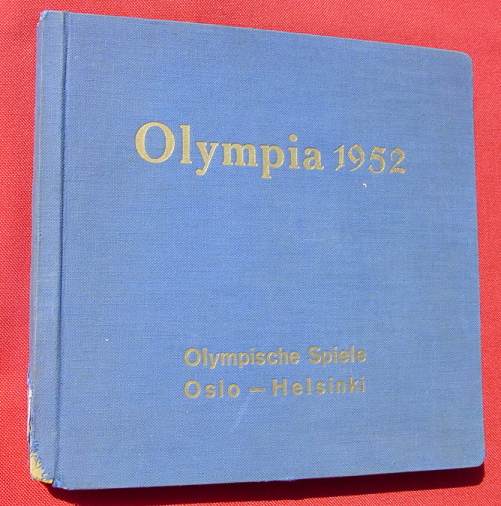 Olympia 1952
Olympische Spiele
Oslo — Helsinki